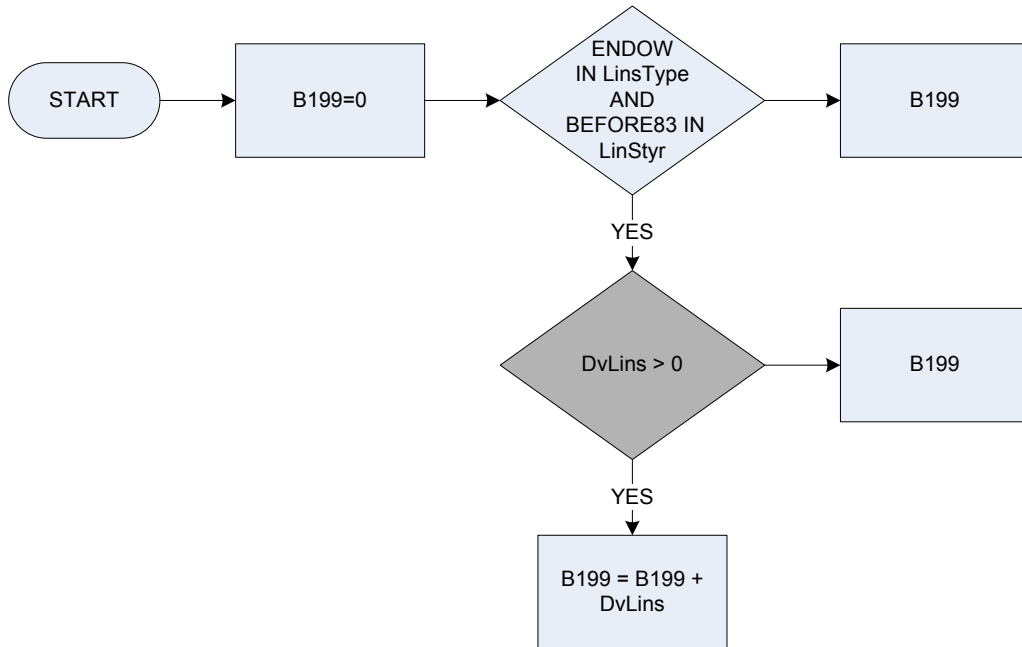 START
B199=0
ENDOW
IN LinsType
AND
BEFORE83 IN
LinStyr
B199
YES
DvLins > 0
B199
YES
B199 = B199 +
DvLins